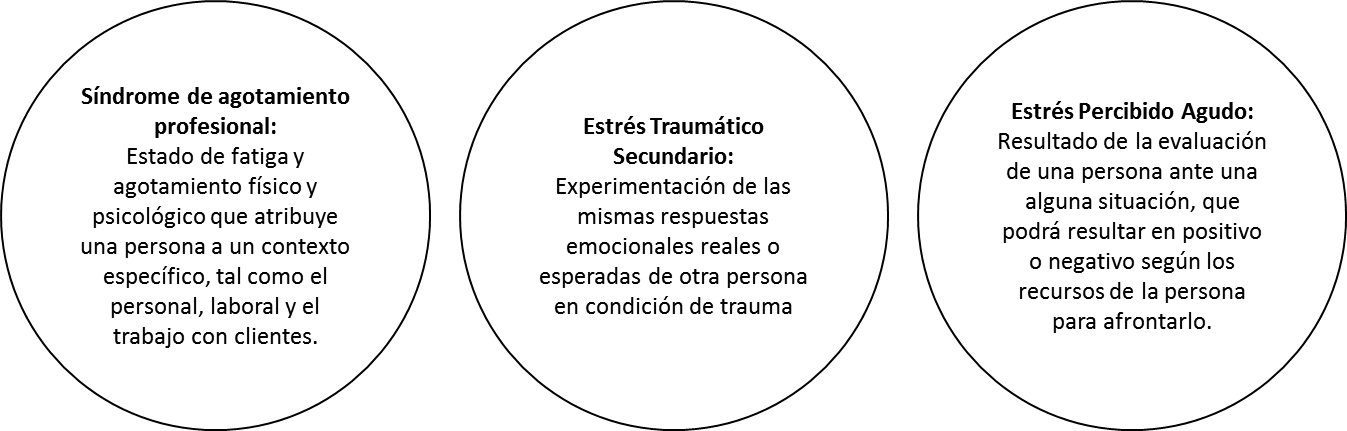 Síndrome de agotamiento
profesional:
Estado de fatiga y
agotamiento físico y
psicológico que atribuye
una persona a un contexto
específico, tal como el
personal, laboral y el
trabajo con clientes.
Estrés Traumático
Secundario:
Experimentación de las
mismas respuestas
emocionales reales o
esperadas de otra persona
en condición de trauma
Estrés Percibido Agudo:
Resultado de la evaluación
de una persona ante una
alguna situación, que
podrá resultar en positivo
o negativo según los
recursos de la persona
para afrontarlo.